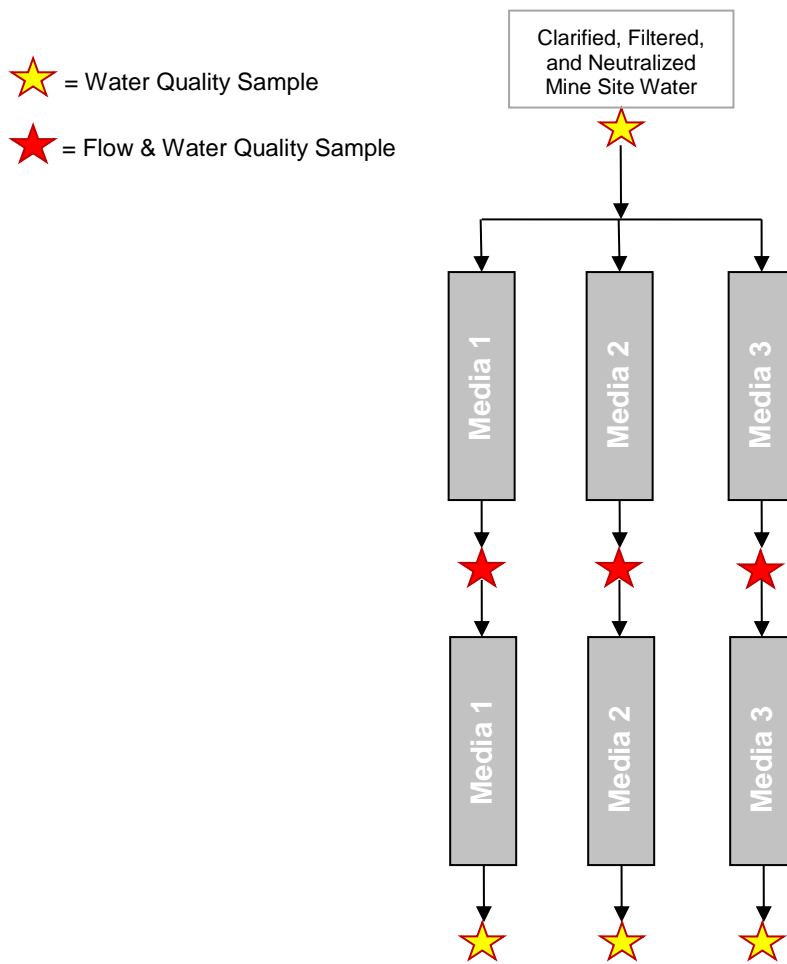 Clarified, Filtered,
and Neutralized
Mine Site Water
= Water Quality Sample
= Flow & Water Quality Sample
Media 1
Media 2
Media 3
Media 1
Media 2
Media 3